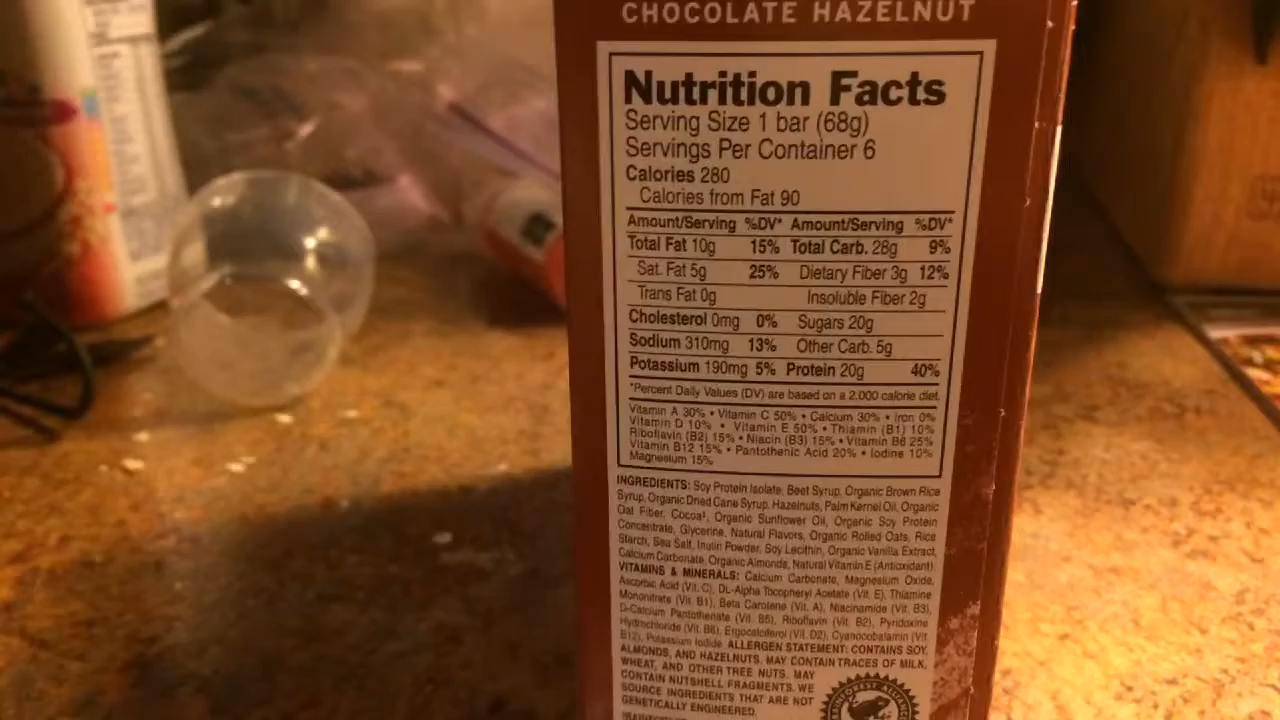 CHOCOLATE HAZELNUT
Nutrition Facts
Serving Size 1 bar (68g)
Servings Per Container 6
Calories 280
Calories from Fat 90
Amount/Serving %DV* Amount/Serving %DV*
Total Fat 10g 15% Total Carb. 28g 9%
Sat. Fat 5g 25% Dietary Fiber 3g 12%
Trans Fat 0g Insoluble Fiber 2g
Cholesterol 0mg 0% Sugars 20g
Sodium 310mg 13% Other Carb. 5g
Potassium 190mg 5% Protein 20g 40%
*Percent Daily Values (DV) are based on a 2,000 calorie diet.
Vitamin A 30% • Vitamin C 50% • Calcium 30% • Iron 0%
Vitamin D 10% • Vitamin E 50% • Thiamin (B1) 10%
Riboflavin (B2) 15% • Niacin (B3) 15% • Vitamin B6 25%
Vitamin B12 15% • Pantothenic Acid 20% • Iodine 10%
Magnesium 15%
INGREDIENTS: Soy Protein Isolate, Beet Syrup, Organic Brown Rice
Syrup, Organic Dried Cane Syrup, Hazelnuts, Palm Kernel Oil, Organic
Oat Fiber, Cocoa¹, Organic Sunflower Oil, Organic Soy Protein
Concentrate, Glycerine, Natural Flavors, Organic Rolled Oats, Rice
Starch, Sea Salt, Inulin Powder, Soy Lecithin, Organic Vanilla Extract,
Calcium Carbonate, Organic Almonds, Natural Vitamin E (Antioxidant).
VITAMINS & MINERALS: Calcium Carbonate, Magnesium Oxide,
Ascorbic Acid (Vit. C), DL-Alpha Tocopheryl Acetate (Vit. E), Thiamine
Mononitrate (Vit. B1), Beta Carotene (Vit. A), Niacinamide (Vit. B3),
D-Calcium Pantothenate (Vit. B5), Riboflavin (Vit. B2), Pyridoxine
Hydrochloride (Vit. B6), Ergocalciferol (Vit. D2), Cyanocobalamin (Vit.
B12), Potassium Iodide. ALLERGEN STATEMENT: CONTAINS SOY,
ALMONDS, AND HAZELNUTS. MAY CONTAIN TRACES OF MILK,
WHEAT, AND OTHER TREE NUTS. MAY
CONTAIN NUTSHELL FRAGMENTS. WE
SOURCE INGREDIENTS THAT ARE NOT
GENETICALLY ENGINEERED.
RAINFOREST ALLIANCE